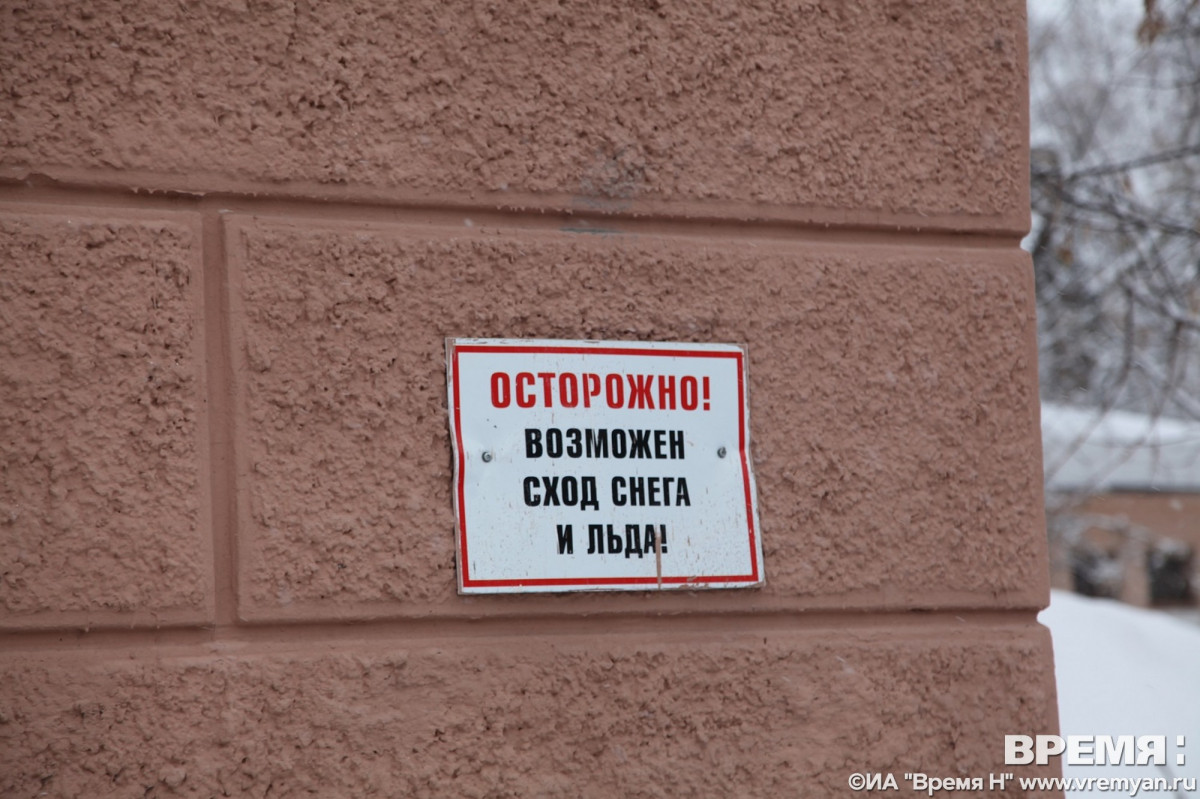 ОСТОРОЖНО!
ВОЗМОЖЕН
СХОД СНЕГА
И ЛЬДА!
ВРЕМЯ
©ИА "Время Н" www.vremyan.ru